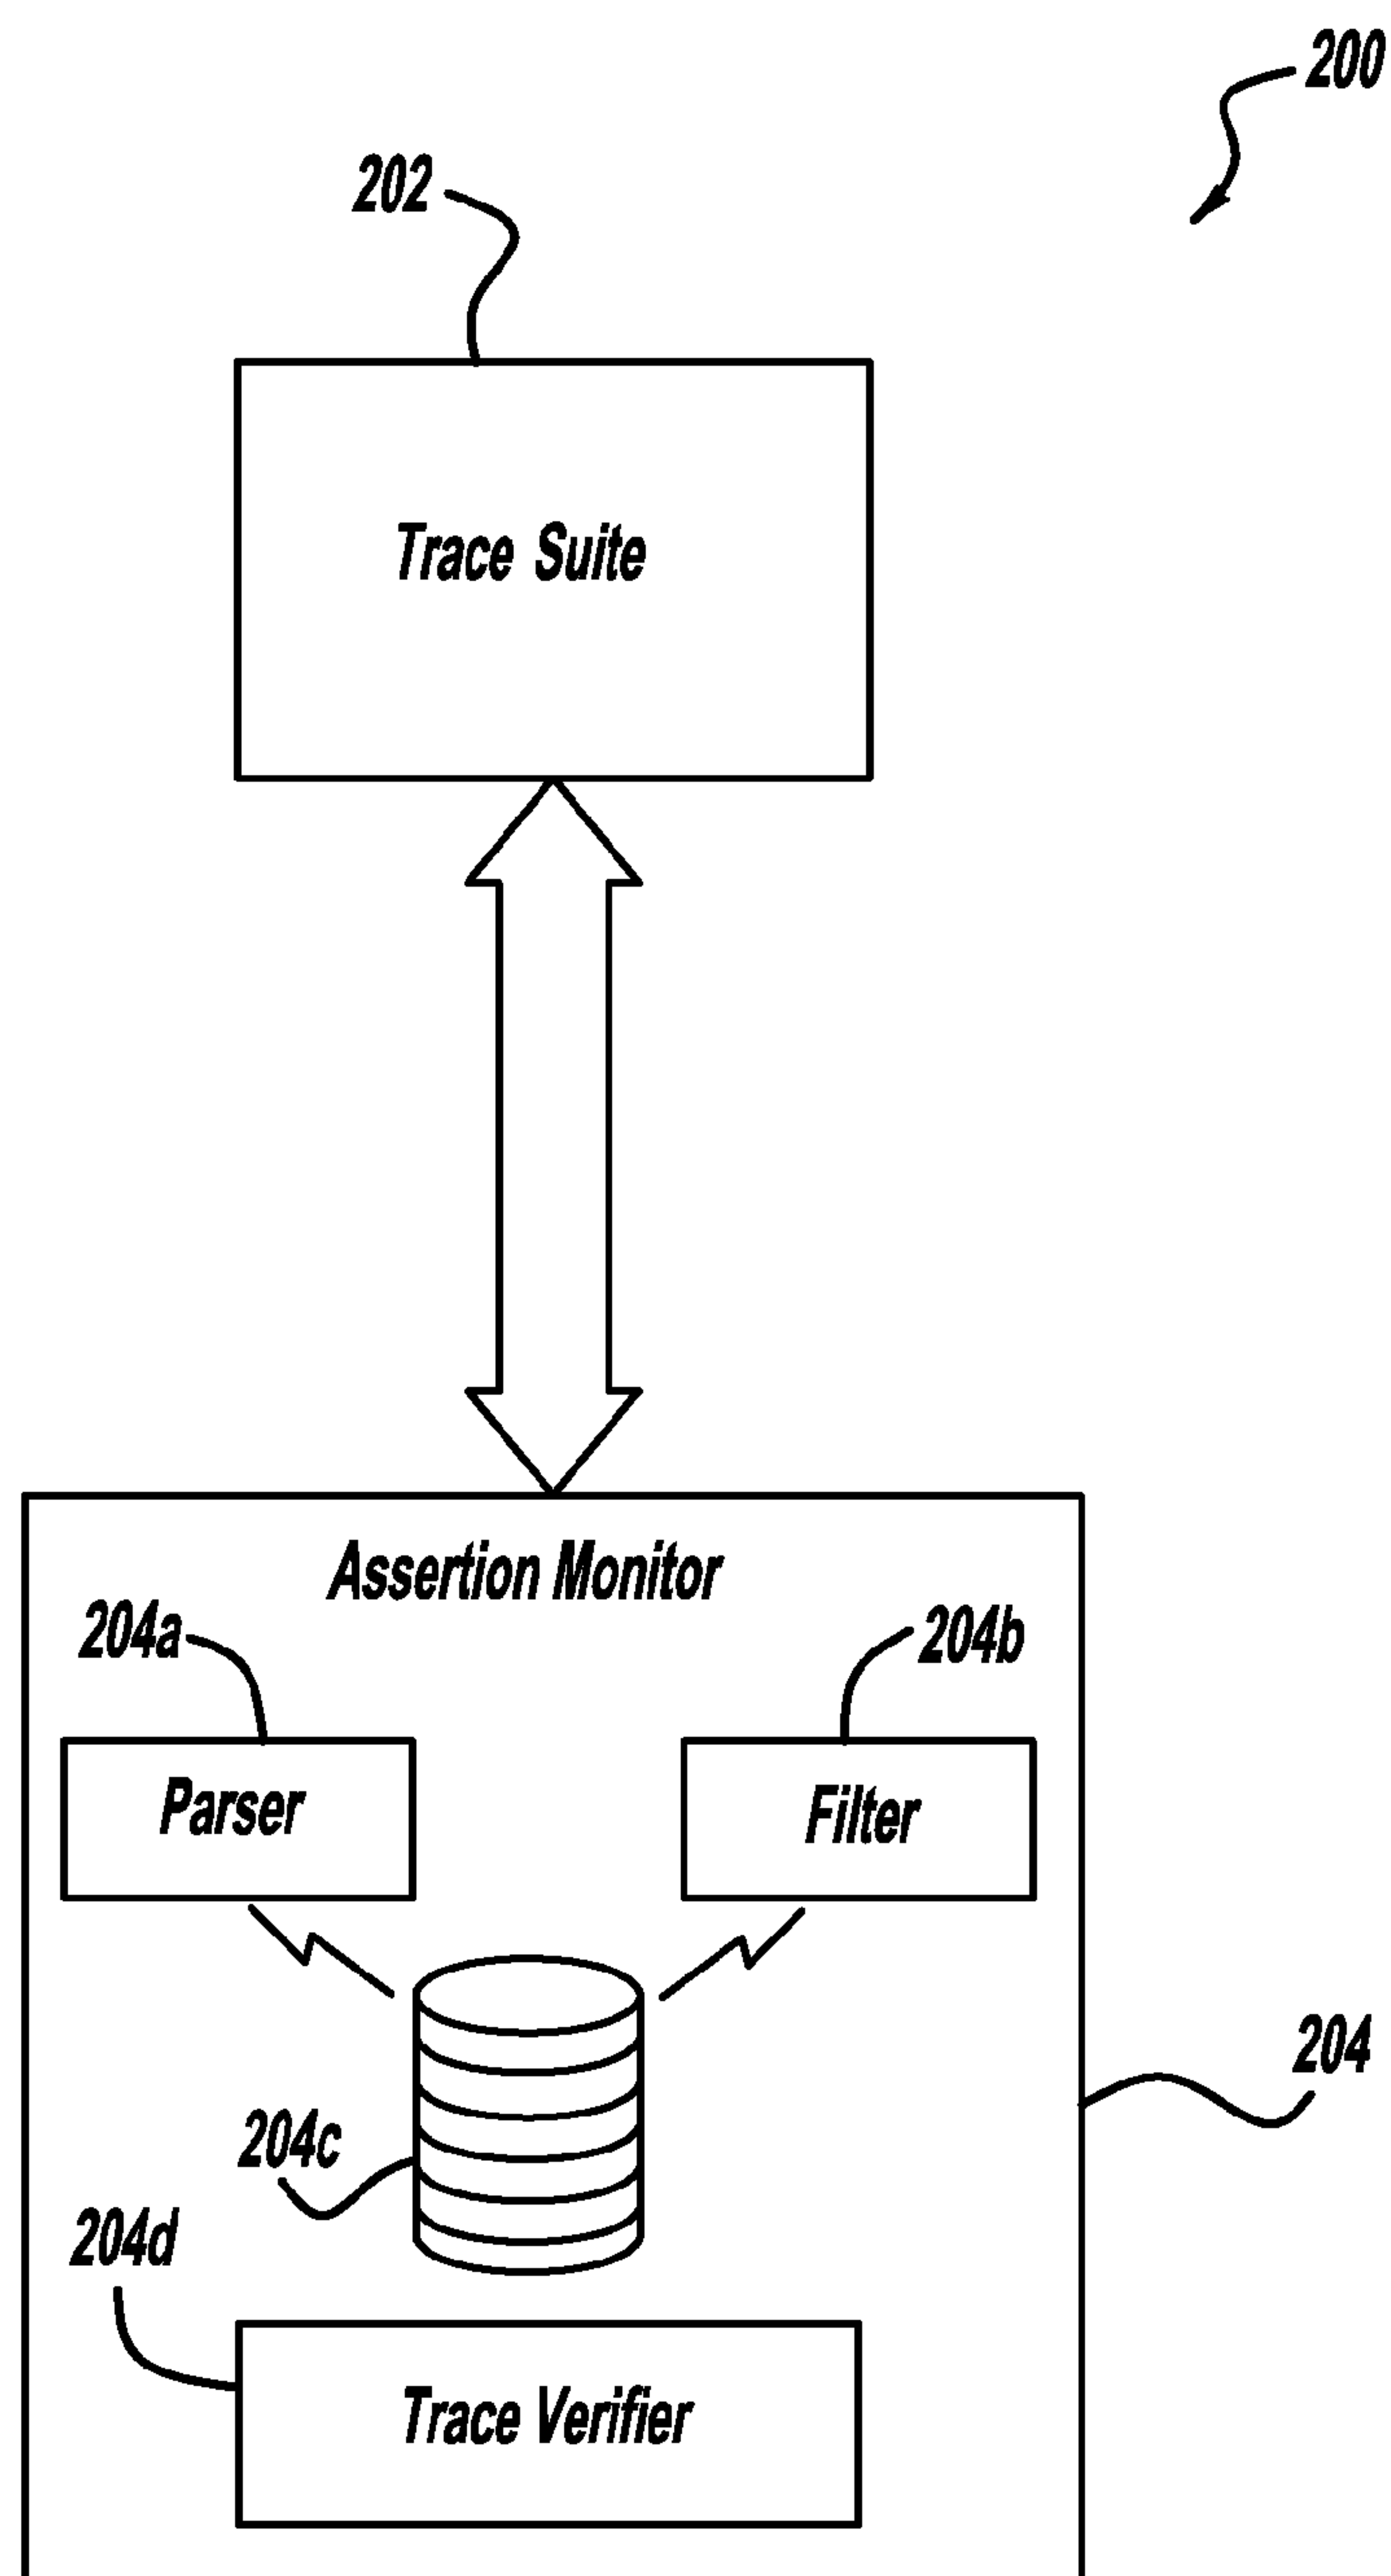 200
202
Trace Suite
Assertion Monitor
204a
204b
Parser
Filter
204
204c
204d
Trace Verifier